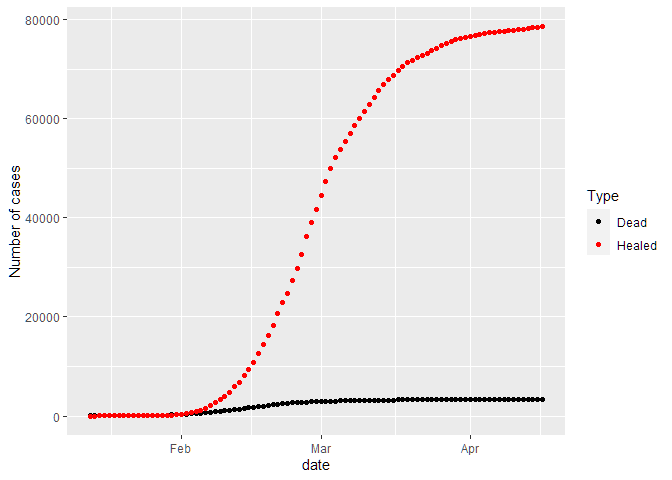 80000
60000
40000
20000
0
Number of cases
Feb
Mar
Apr
date
Type
Dead
Healed